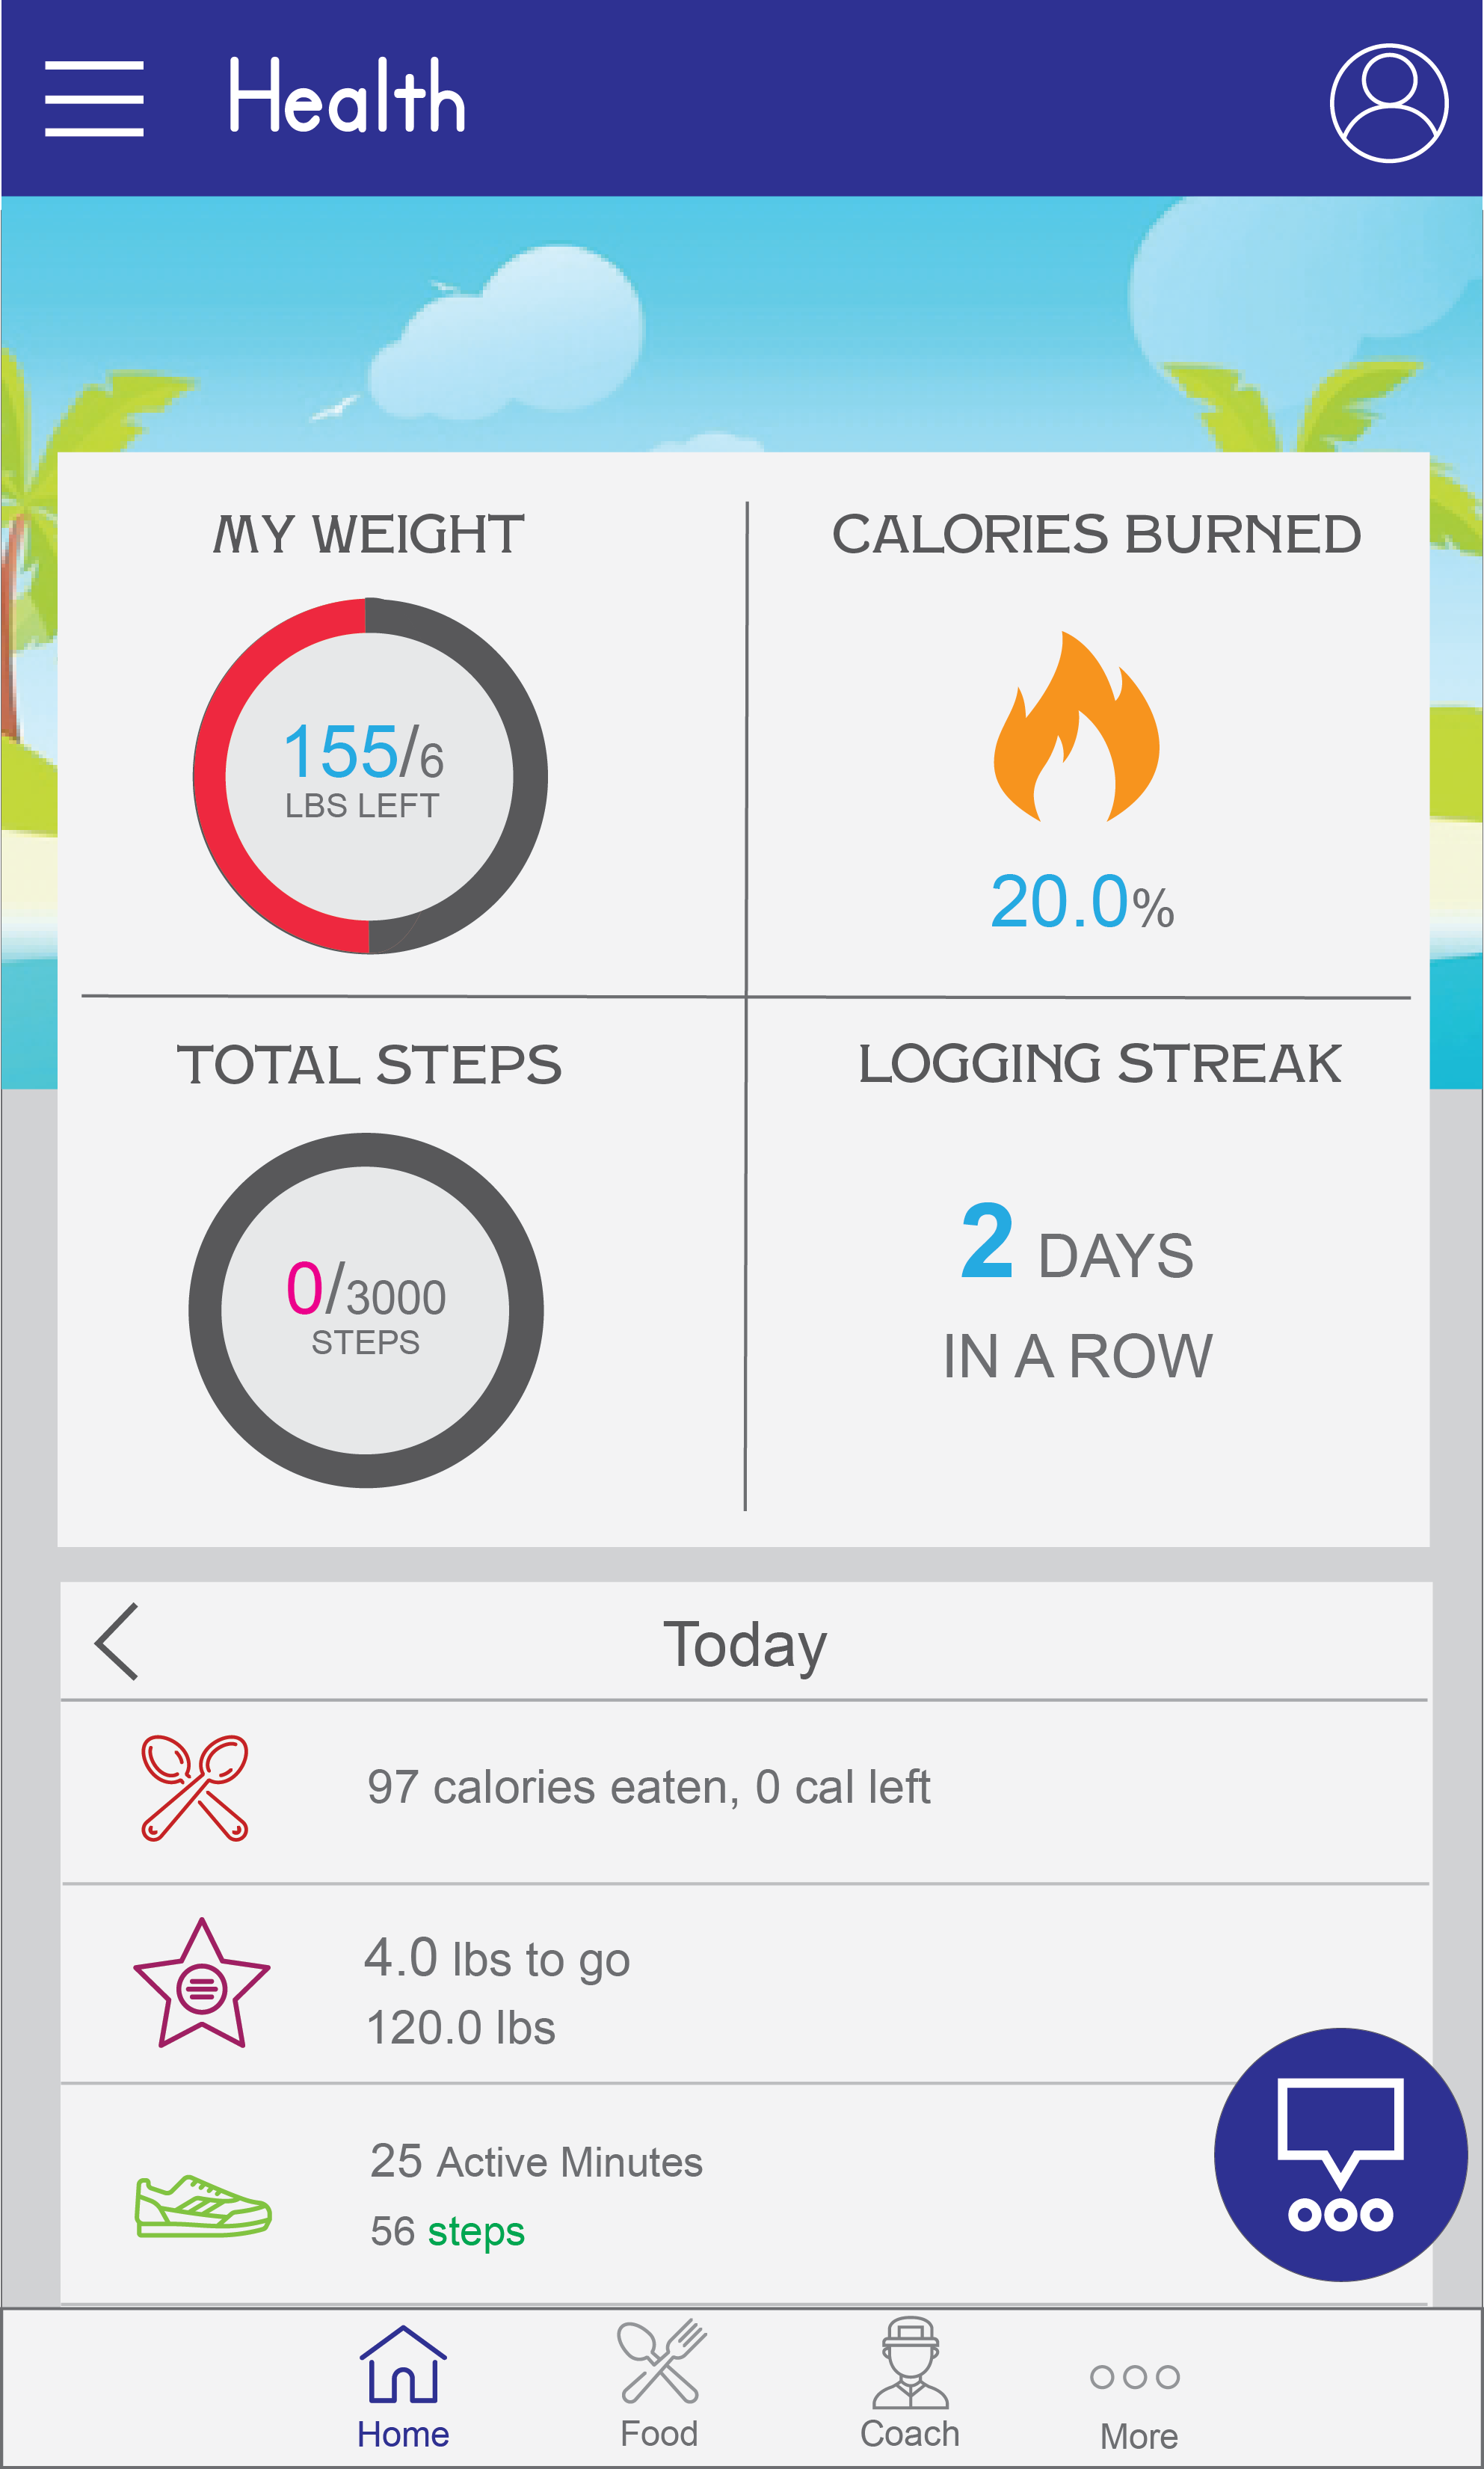 Health
MY WEIGHT
155/6
LBS LEFT
CALORIES BURNED
20.0%
TOTAL STEPS
0/3000
STEPS
LOGGING STREAK
2 DAYS
IN A ROW
Today
97 calories eaten, 0 cal left
4.0 lbs to go
120.0 lbs
25 Active Minutes
56 steps
Home
Food
Coach
More